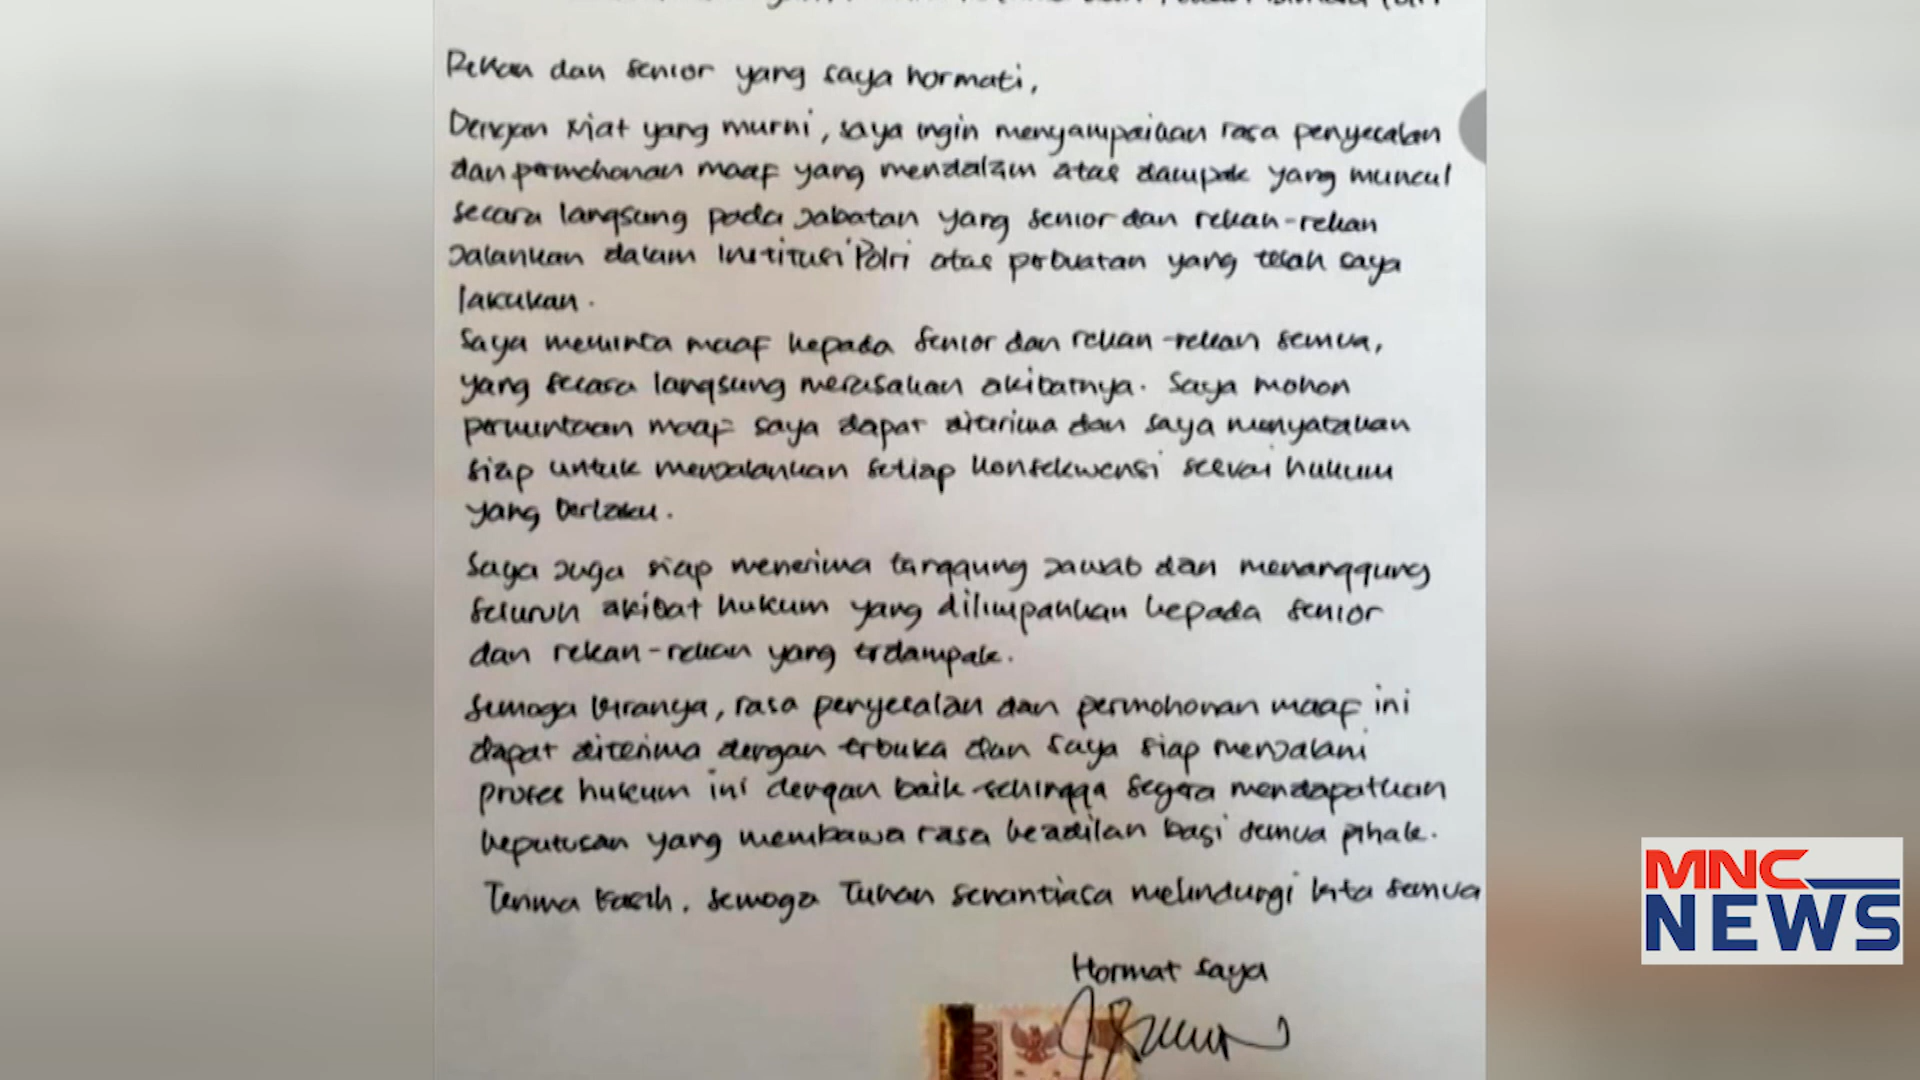 Rekan dan senior yang saya hormati,
Dengan niat yang murni, saya ingin menyampaikan rasa penyesalan
dan permohonan maaf yang mendalam atas dampak yang muncul
secara langsung pada jabatan yang senior dan rekan-rekan
jalankan dalam institusi Polri atas perbuatan yang telah saya
lakukan.
Saya meminta maaf kepada senior dan rekan-rekan semua,
yang secara langsung merasakan akibatnya. Saya mohon
permintaan maaf saya dapat diterima dan saya menyatakan
siap untuk menjalankan setiap konsekwensi sesuai hukum
yang berlaku.
Saya juga siap menerima tanggung jawab dan menanggung
seluruh akibat hukum yang dilimpahkan kepada senior
dan rekan-rekan yang terdampak.
Semoga kiranya, rasa penyesalan dan permohonan maaf ini
dapat diterima dengan terbuka dan saya siap menjalani
proses hukum ini dengan baik sehingga segera mendapatkan
keputusan yang membawa rasa keadilan bagi semua pihak.
Terima kasih, semoga Tuhan senantiasa melindungi kita semua
Hormat saya
MNC
NEWS